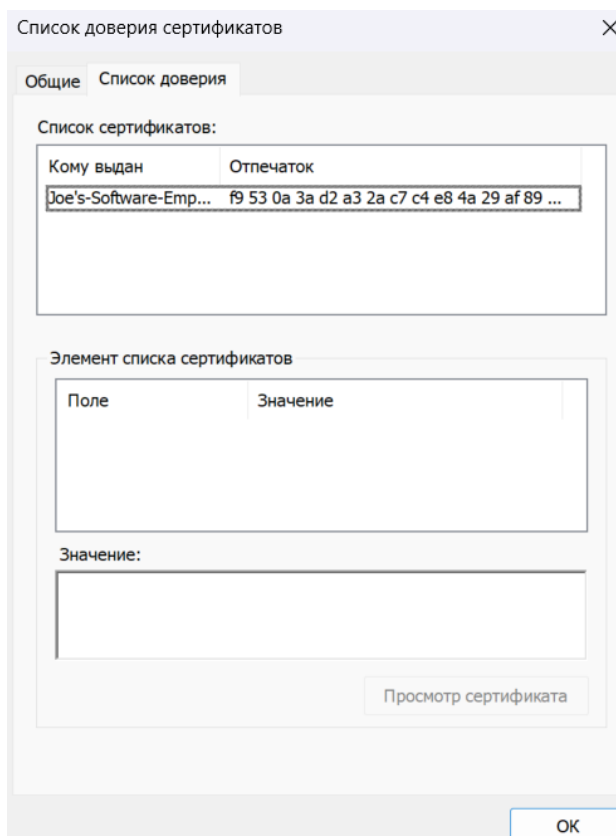 Список доверия сертификатов
Общие Список доверия
Список сертификатов:
Кому выдан Отпечаток
Joe's-Software-Emp... f9 53 0a 3a d2 a3 2a c7 c4 e8 4a 29 af 89 ...
Элемент списка сертификатов
Поле Значение
Значение:
Просмотр сертификата
ОК